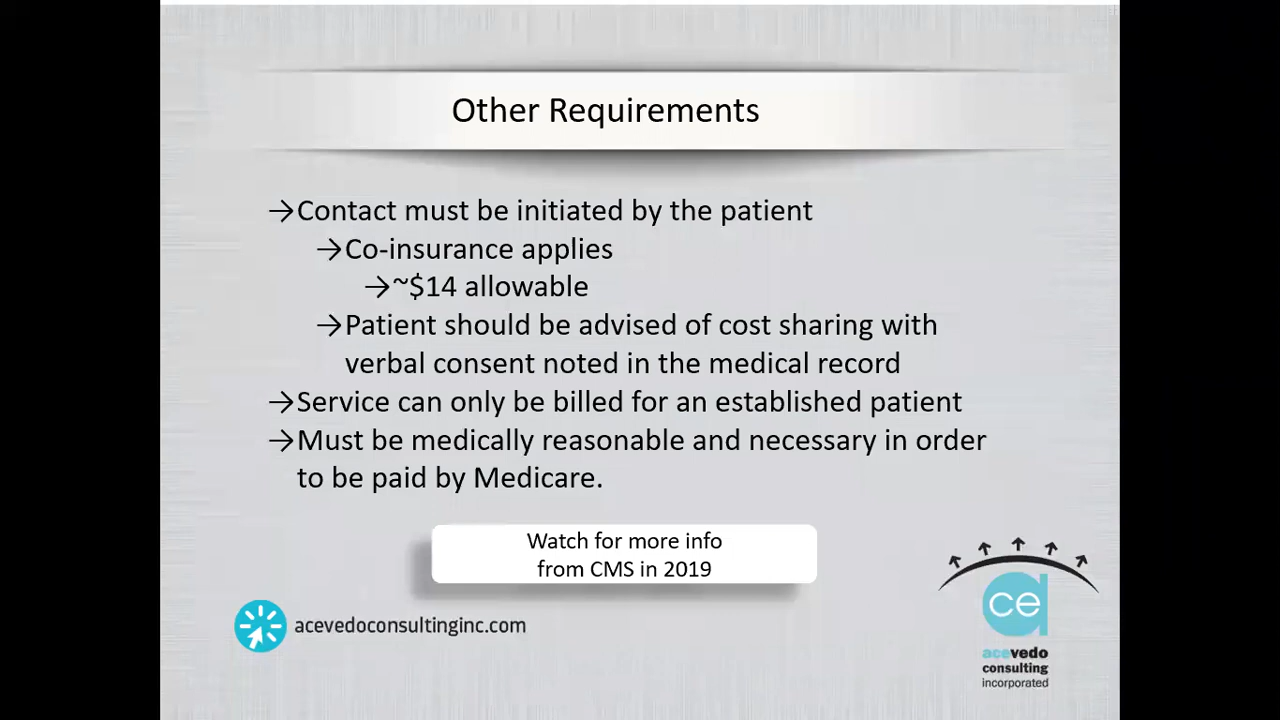 Other Requirements
→Contact must be initiated by the patient
→Co-insurance applies
→~$14 allowable
→Patient should be advised of cost sharing with
verbal consent noted in the medical record
→Service can only be billed for an established patient
→Must be medically reasonable and necessary in order
to be paid by Medicare.
Watch for more info
from CMS in 2019
acevedoconsultinginc.com
ce
acevedo
consulting
incorporated